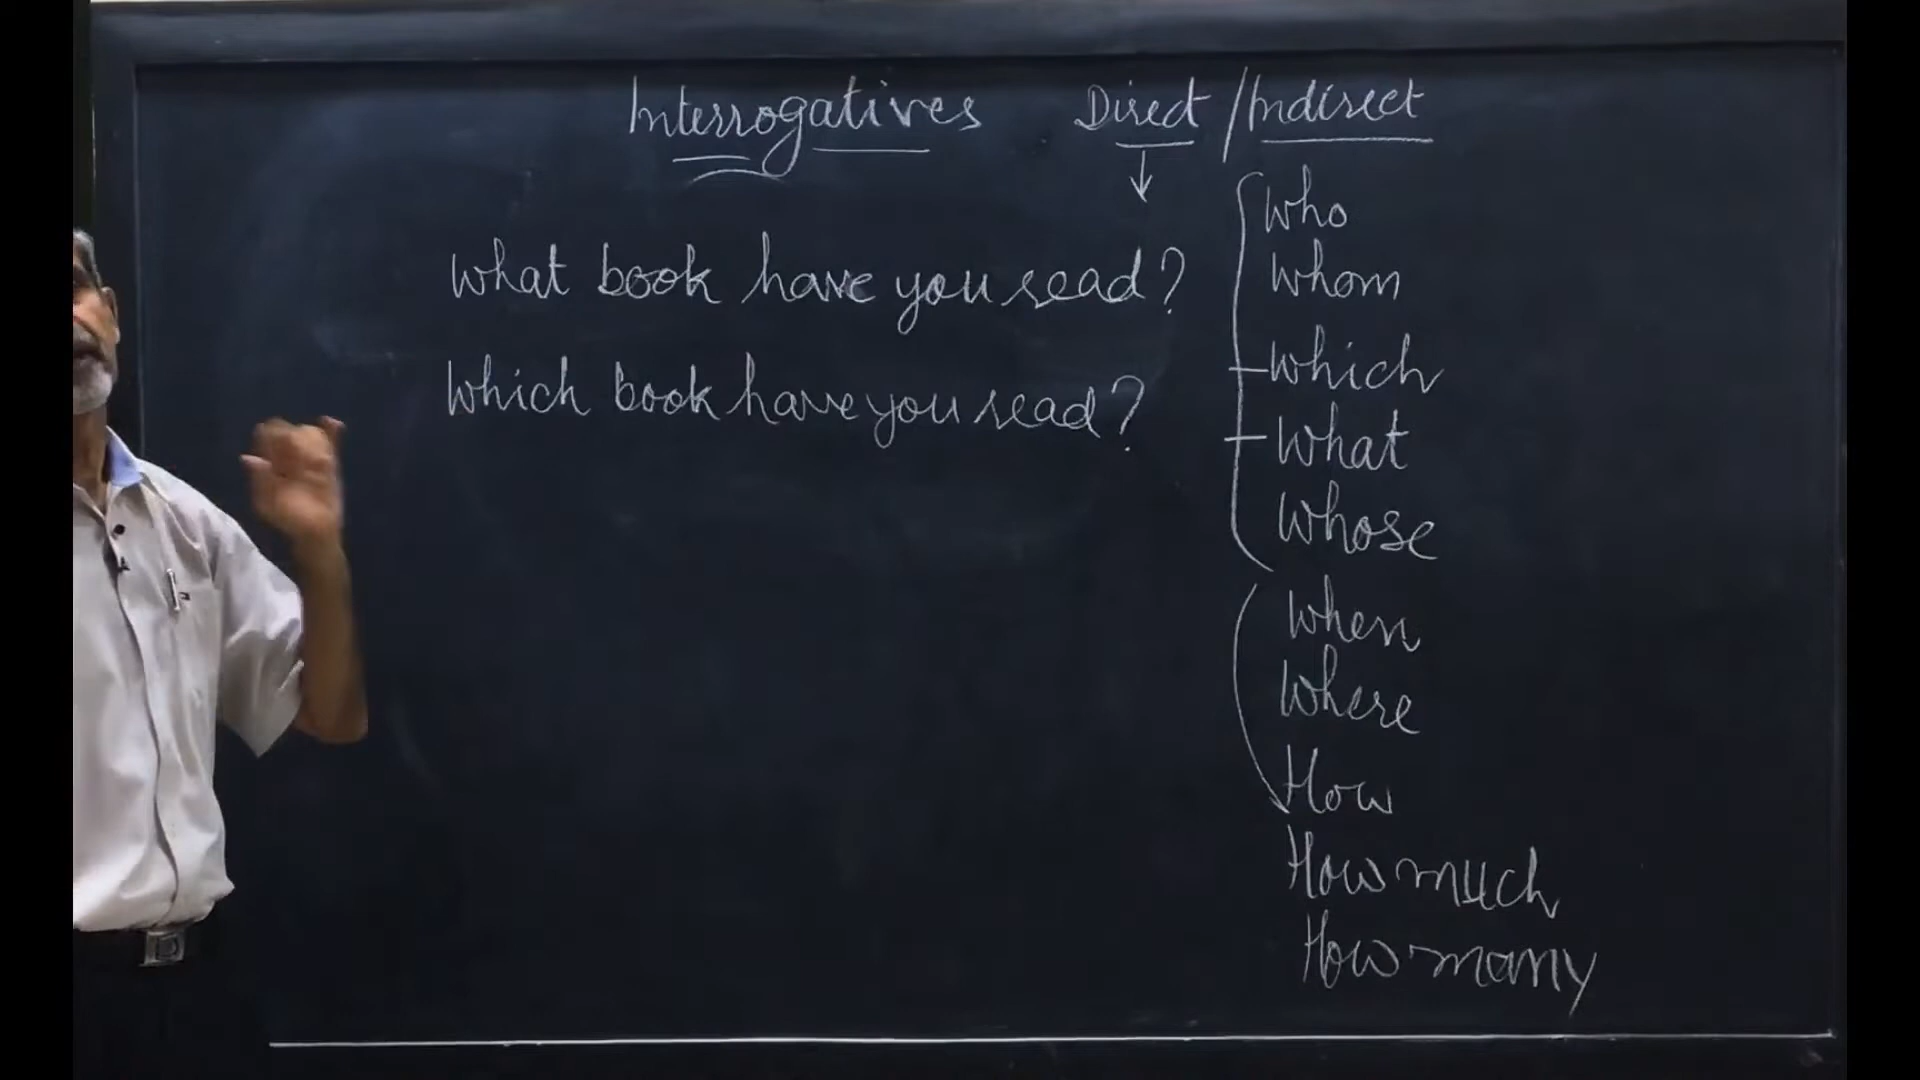 Interrogatives Direct / Indirect
What book have you read?
Which book have you read?
Who
Whom
Which
What
Whose
When
Where
How
How much
How many